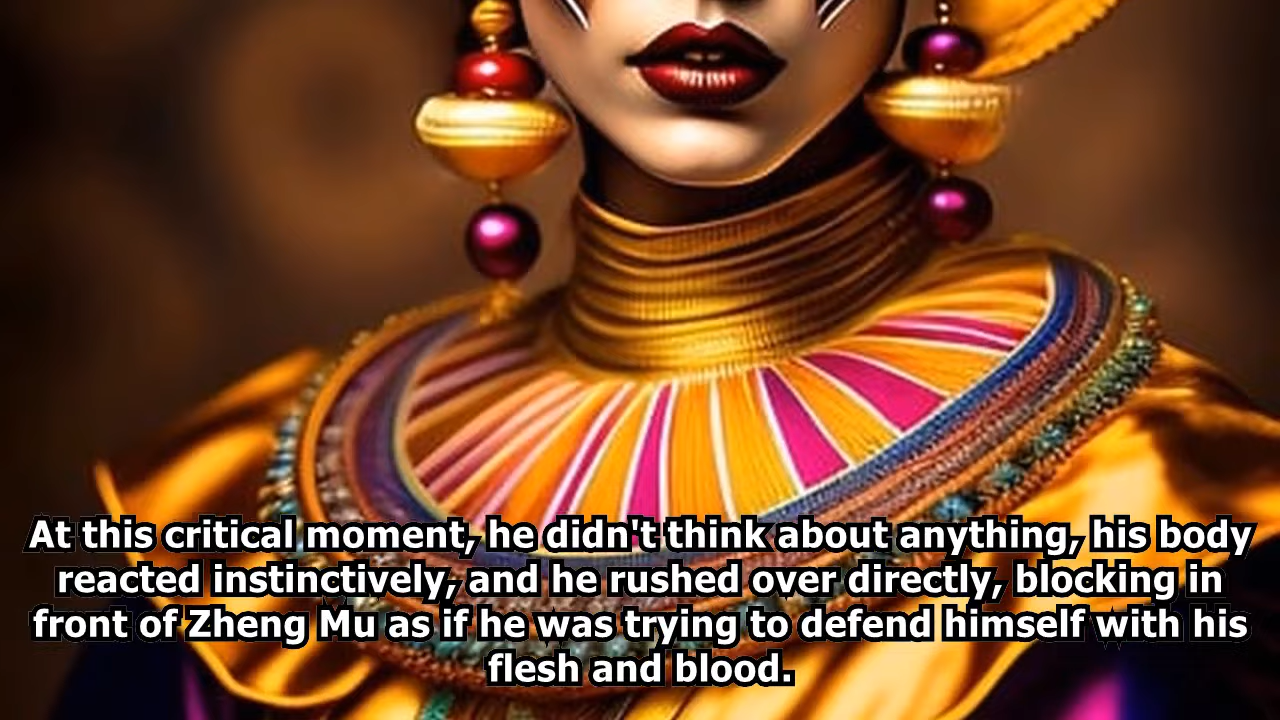 At this critical moment, he didn't think about anything, his body
reacted instinctively, and he rushed over directly, blocking in
front of Zheng Mu as if he was trying to defend himself with his
flesh and blood.